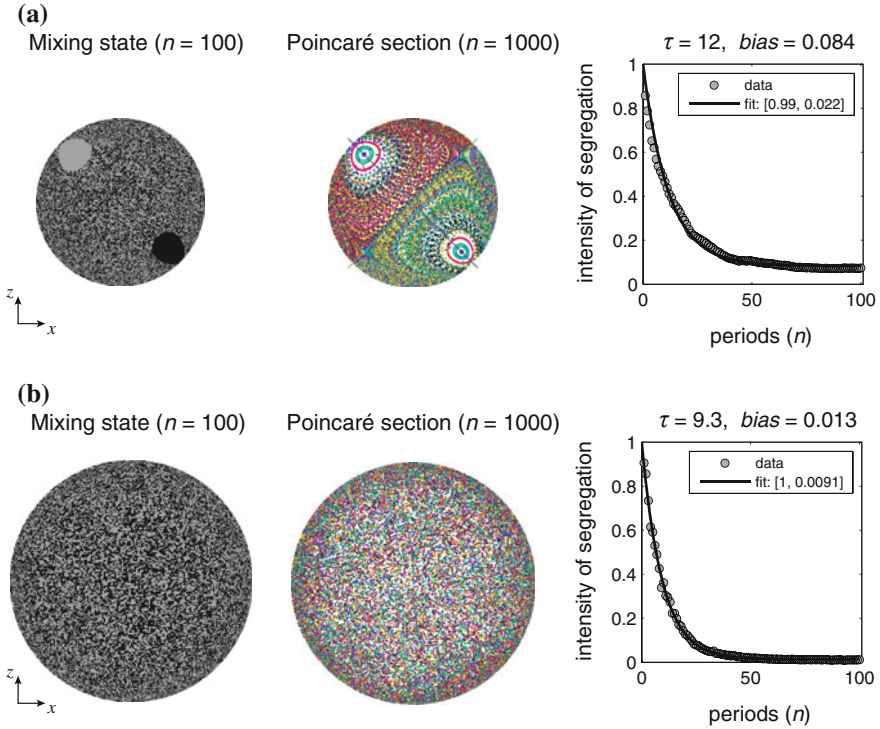 (a)
Mixing state (n = 100)
Poincaré section (n = 1000)
τ = 12, bias = 0.084
1
0.8
0.6
0.4
0.2
0
intensity of segregation
data
fit: [0.99, 0.022]
0
50
100
periods (n)
z
x
(b)
Mixing state (n = 100)
Poincaré section (n = 1000)
τ = 9.3, bias = 0.013
1
0.8
0.6
0.4
0.2
0
intensity of segregation
data
fit: [1, 0.0091]
0
50
100
periods (n)
z
x